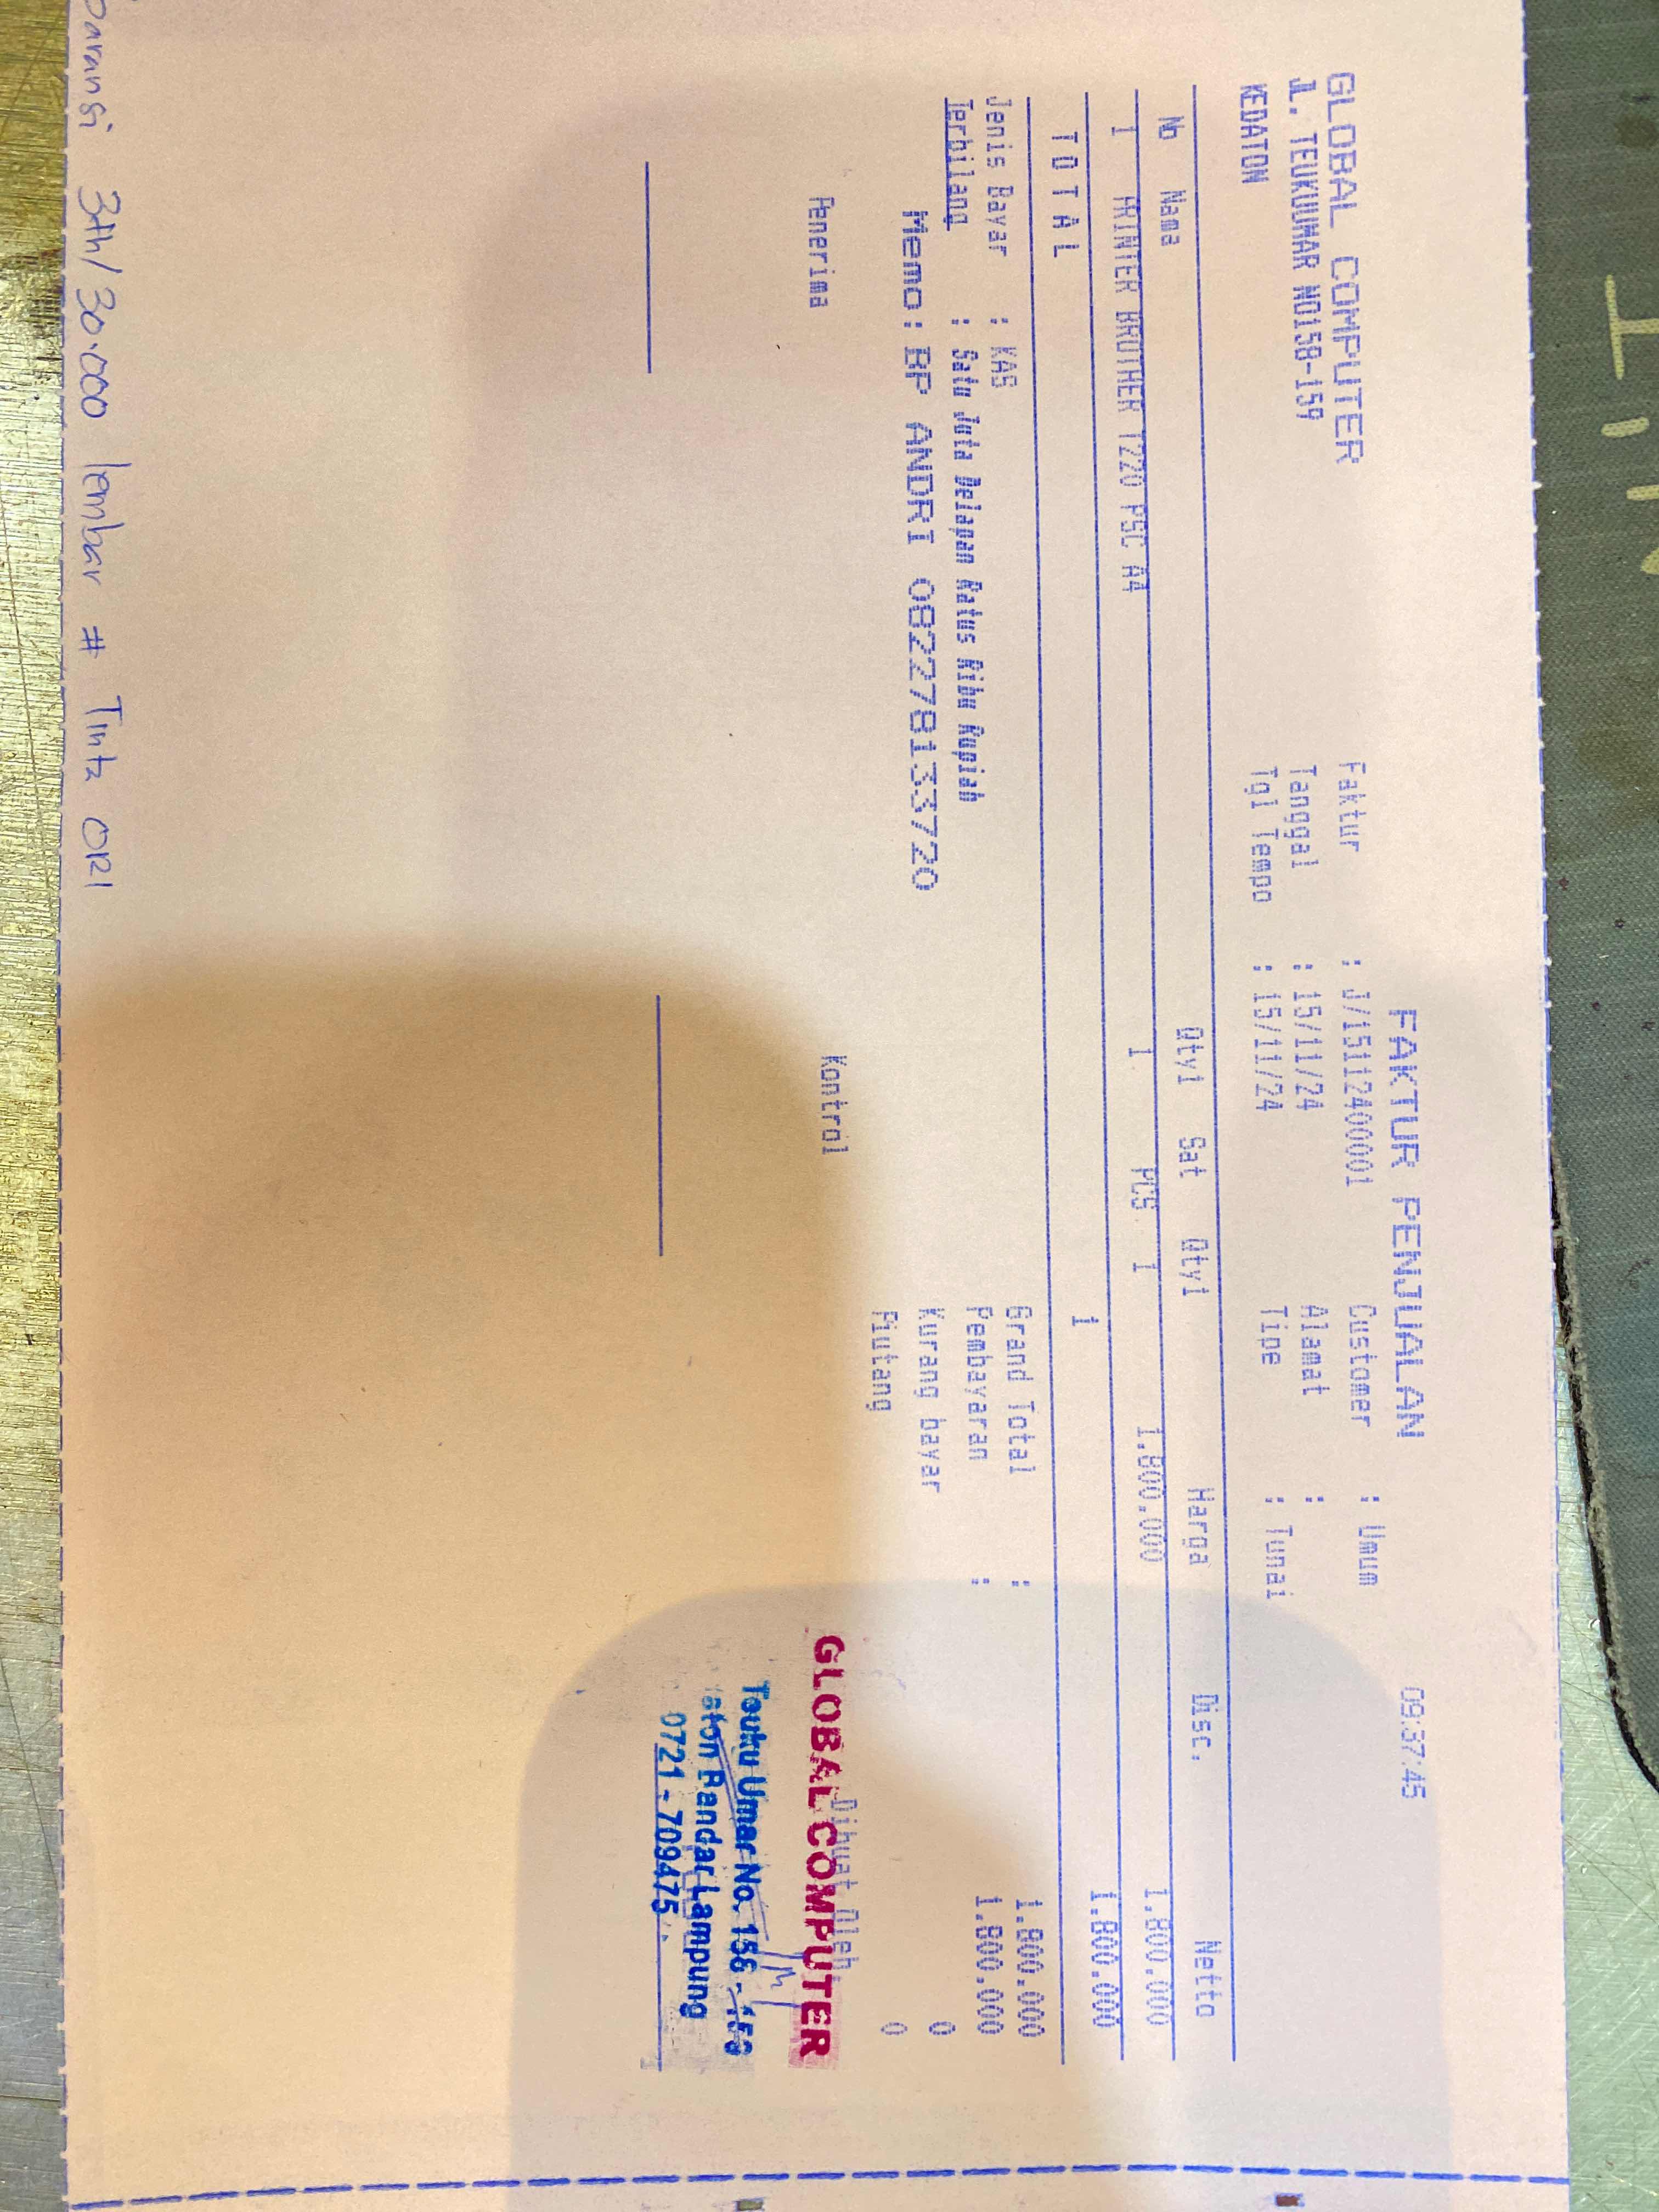 FAKTUR PENJUALAN 09:37:45
GLOBAL COMPUTER Faktur : J/1511240001 Customer : Umum
JL. TEUKUUMAR NO158-159 Tanggal : 15/11/24 Alamat :
KEDATON Tgl Tempo : 15/11/24 Tipe : Tunai
No Nama Qty1 Sat Qty1 Harga Disc. Netto
1 PRINTER BROTHER T220 PSC A4 1 PCS 1 1.800.000 1.800.000
T O T A L 1 1.800.000
Jenis Bayar : KAS Grand Total : 1.800.000
Terbilang : Satu Juta Delapan Ratus Ribu Rupiah Pembayaran : 1.800.000
Memo: BP ANDRI 082278133720 Kurang bayar 0
Piutang 0
Penerima Kontrol Dibuat Oleh
GLOBAL COMPUTER
Teuku Umar No. 156 - 159
aton Bandar Lampung
0721 - 709475
Garansi 3th/ 30.000 lembar # Tinta ORI